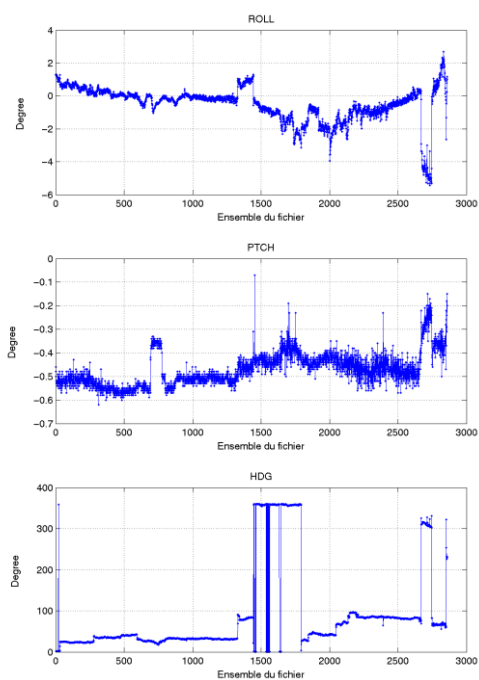 ROLL
4
2
0
−2
−4
−6
Degree
0 500 1000 1500 2000 2500 3000
Ensemble du fichier
PTCH
0
−0.1
−0.2
−0.3
−0.4
−0.5
−0.6
−0.7
Degree
0 500 1000 1500 2000 2500 3000
Ensemble du fichier
HDG
400
300
200
100
0
Degree
0 500 1000 1500 2000 2500 3000
Ensemble du fichier